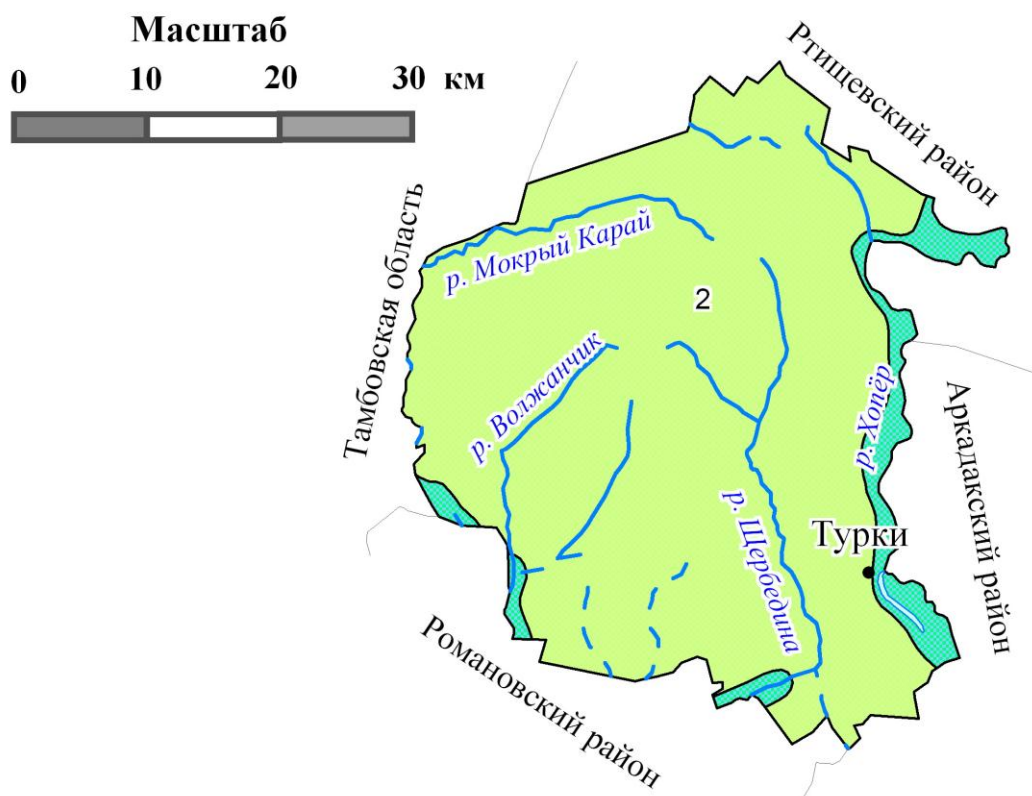 Масштаб
0 10 20 30 км
Ртищевский район
Тамбовская область
р. Мокрый Карай
2
р. Волжанчик
р. Хопёр
Аркадакский район
Турки
р. Щербедина
Романовский район